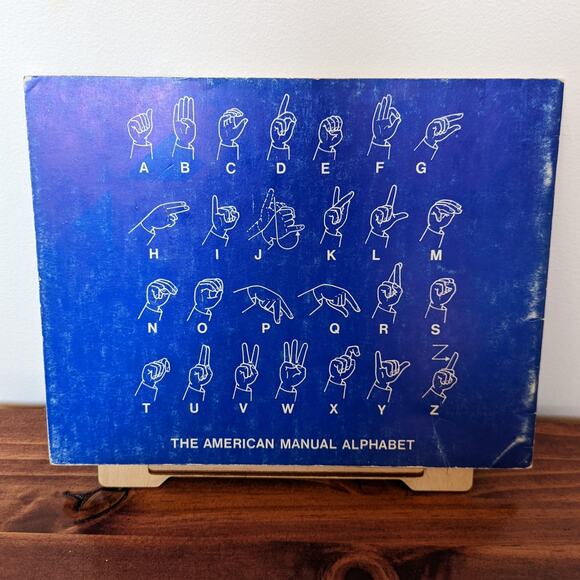 A B C D E F G
H I J K L M
N O P Q R S
T U V W X Y Z
THE AMERICAN MANUAL ALPHABET